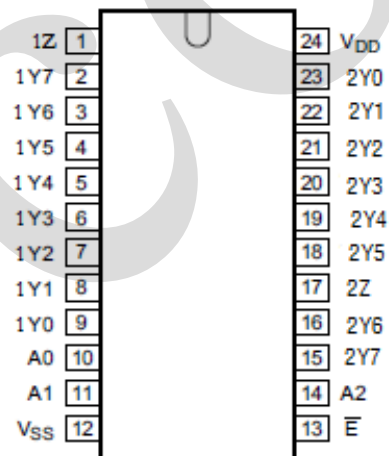 1Z 1 24 VDD
1Y7 2 23 2Y0
1Y6 3 22 2Y1
1Y5 4 21 2Y2
1Y4 5 20 2Y3
1Y3 6 19 2Y4
1Y2 7 18 2Y5
1Y1 8 17 2Z
1Y0 9 16 2Y6
A0 10 15 2Y7
A1 11 14 A2
VSS 12 13 E̅